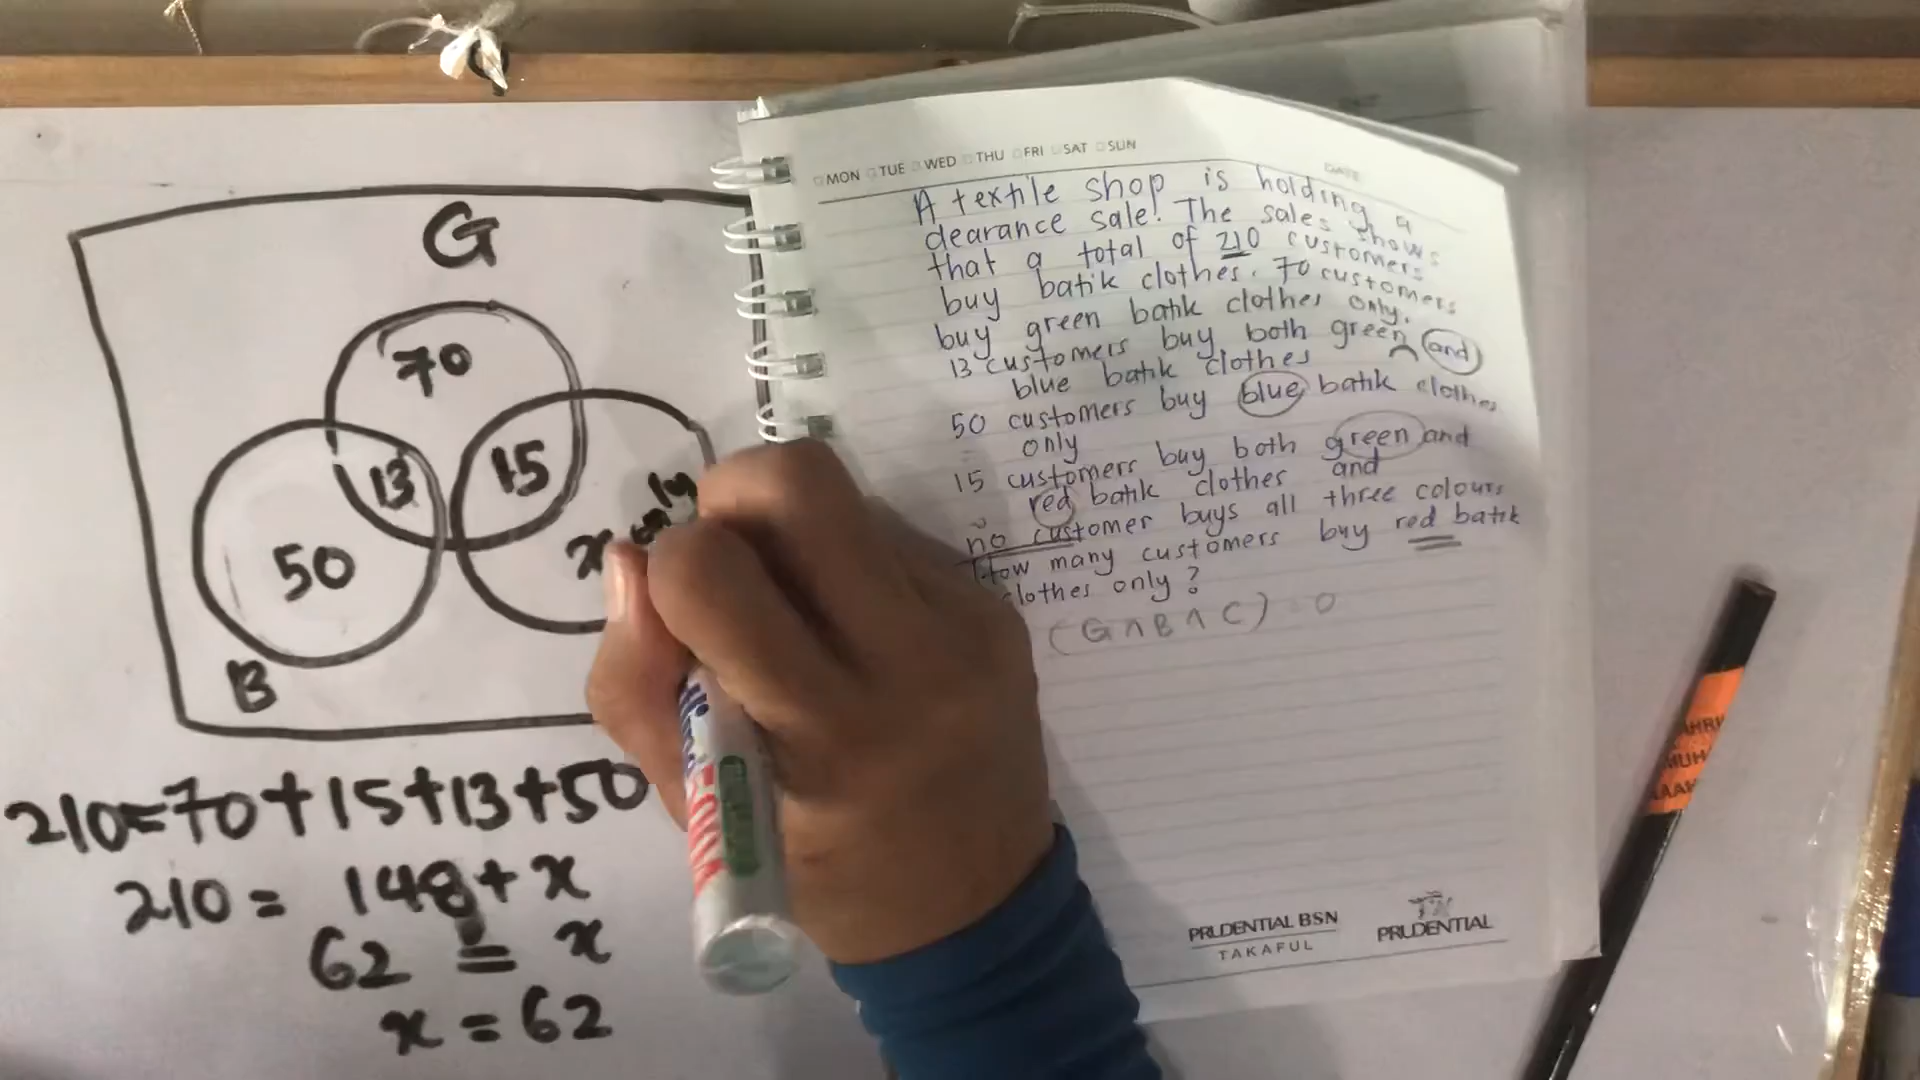 G
70
13
15
50
x only
B
210=70+15+13+50
210= 148+x
62 = x
x = 62
MON TUE WED THU FRI SAT SUN
DATE
A textile shop is holding a
clearance sale. The sales shows
that a total of 210 customers
buy batik clothes. 70 customers
buy green batik clothes only.
13 customers buy both green and
blue batik clothes
50 customers buy blue batik clothes
only
15 customers buy both green and
red batik clothes and
no customer buys all three colours
How many customers buy red batik
clothes only?
(G∩B∩C) 0
PRUDENTIAL BSN
TAKAFUL
PRUDENTIAL